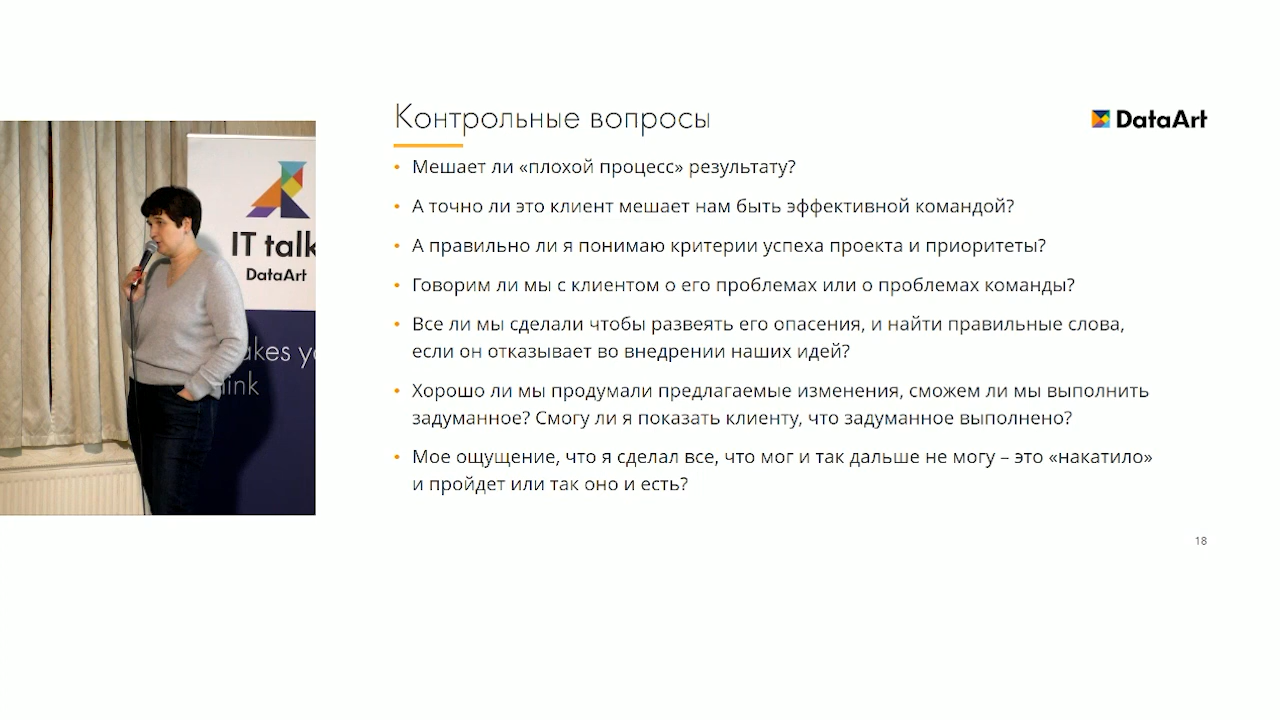 Контрольные вопросы
DataArt
• Мешает ли «плохой процесс» результату?
• А точно ли это клиент мешает нам быть эффективной командой?
• А правильно ли я понимаю критерии успеха проекта и приоритеты?
• Говорим ли мы с клиентом о его проблемах или о проблемах команды?
• Все ли мы сделали чтобы развеять его опасения, и найти правильные слова,
если он отказывает во внедрении наших идей?
• Хорошо ли мы продумали предлагаемые изменения, сможем ли мы выполнить
задуманное? Смогу ли я показать клиенту, что задуманное выполнено?
• Мое ощущение, что я сделал все, что мог и так дальше не могу – это «накатило»
и пройдет или так оно и есть?
18
IT talk
DataArt